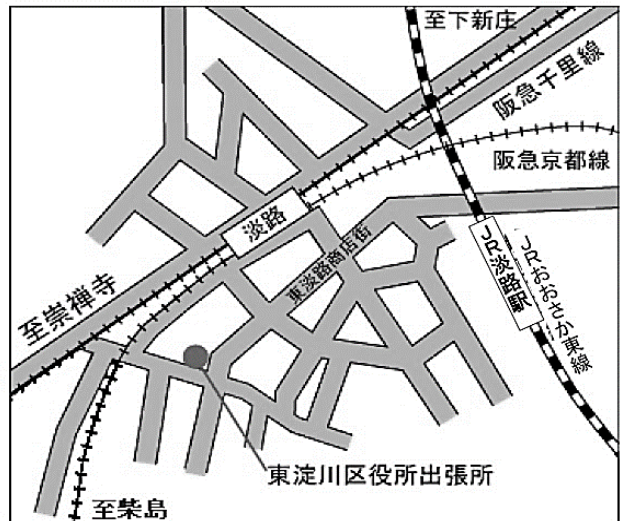 至下新庄
阪急千里線
阪急京都線
淡路
東淡路商店街
JR淡路駅
JRおおさか東線
至崇禅寺
東淀川区役所出張所
至柴島